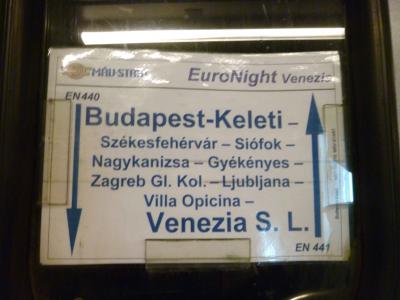 MÁV-START
EuroNight Venezia
EN440
Budapest-Keleti –
Székesfehérvár – Siófok –
Nagykanizsa – Gyékényes –
Zagreb Gl. Kol. – Ljubljana –
Villa Opicina –
Venezia S. L.
EN 441